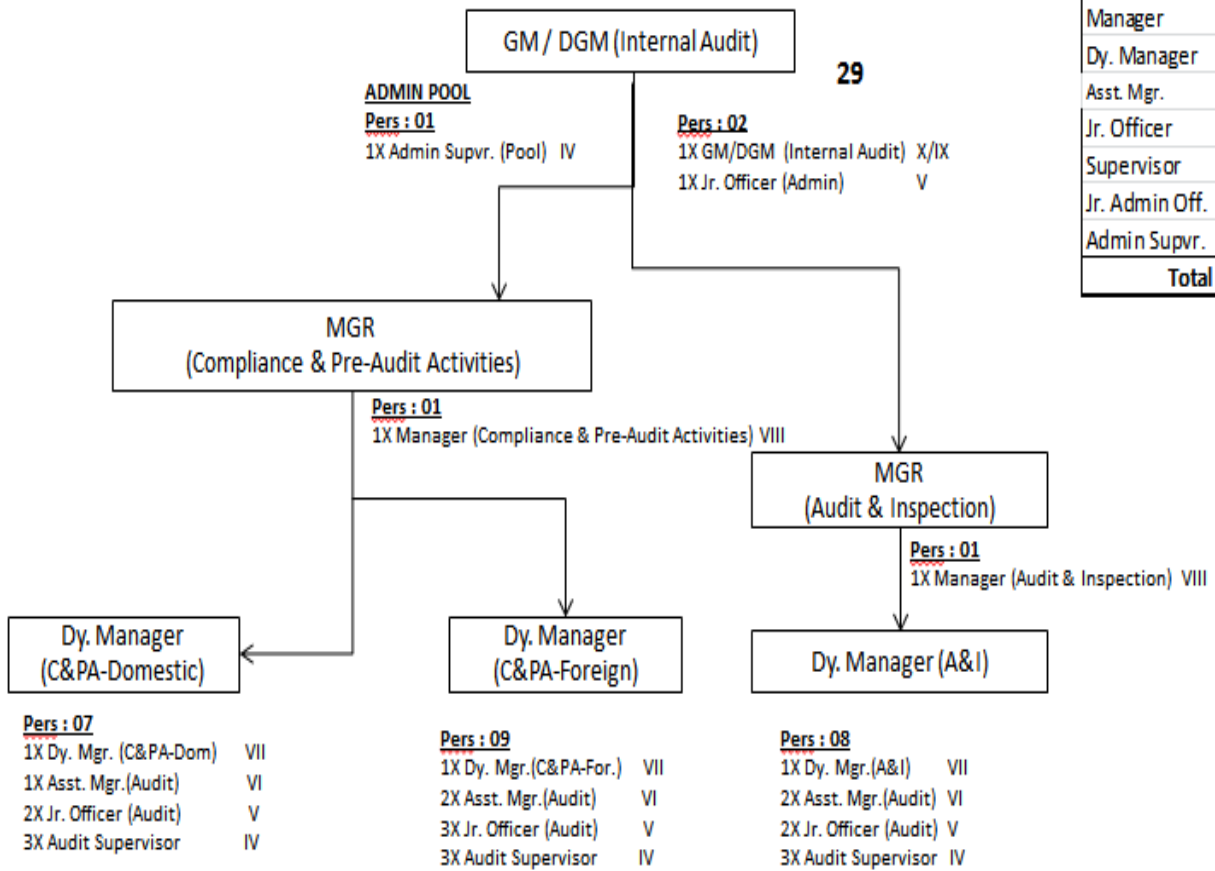 GM / DGM (Internal Audit)
29
ADMIN POOL
Pers : 01
1X Admin Supvr. (Pool) IV
Pers : 02
1X GM/DGM (Internal Audit) X/IX
1X Jr. Officer (Admin) V
Manager
Dy. Manager
Asst. Mgr.
Jr. Officer
Supervisor
Jr. Admin Off.
Admin Supvr.
Total
MGR
(Compliance & Pre-Audit Activities)
Pers : 01
1X Manager (Compliance & Pre-Audit Activities) VIII
MGR
(Audit & Inspection)
Pers : 01
1X Manager (Audit & Inspection) VIII
Dy. Manager
(C&PA-Domestic)
Dy. Manager
(C&PA-Foreign)
Dy. Manager (A&I)
Pers : 07
1X Dy. Mgr. (C&PA-Dom) VII
1X Asst. Mgr.(Audit) VI
2X Jr. Officer (Audit) V
3X Audit Supervisor IV
Pers : 09
1X Dy. Mgr.(C&PA-For.) VII
2X Asst. Mgr.(Audit) VI
3X Jr. Officer (Audit) V
3X Audit Supervisor IV
Pers : 08
1X Dy. Mgr.(A&I) VII
2X Asst. Mgr.(Audit) VI
2X Jr. Officer (Audit) V
3X Audit Supervisor IV